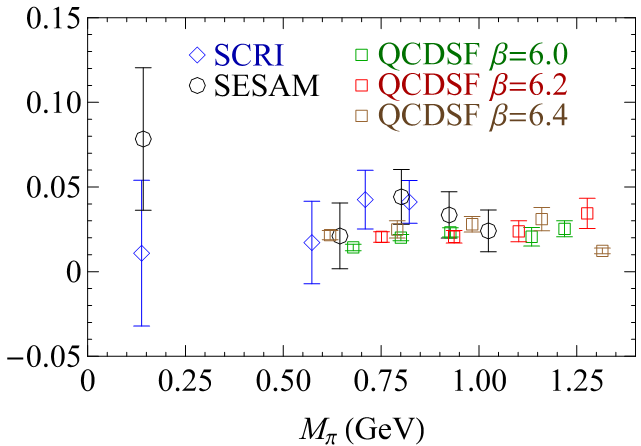 0.15
SCRI
QCDSF β=6.0
SESAM
QCDSF β=6.2
0.10
QCDSF β=6.4
0.05
0
−0.05
0 0.25 0.50 0.75 1.00 1.25
Mπ (GeV)